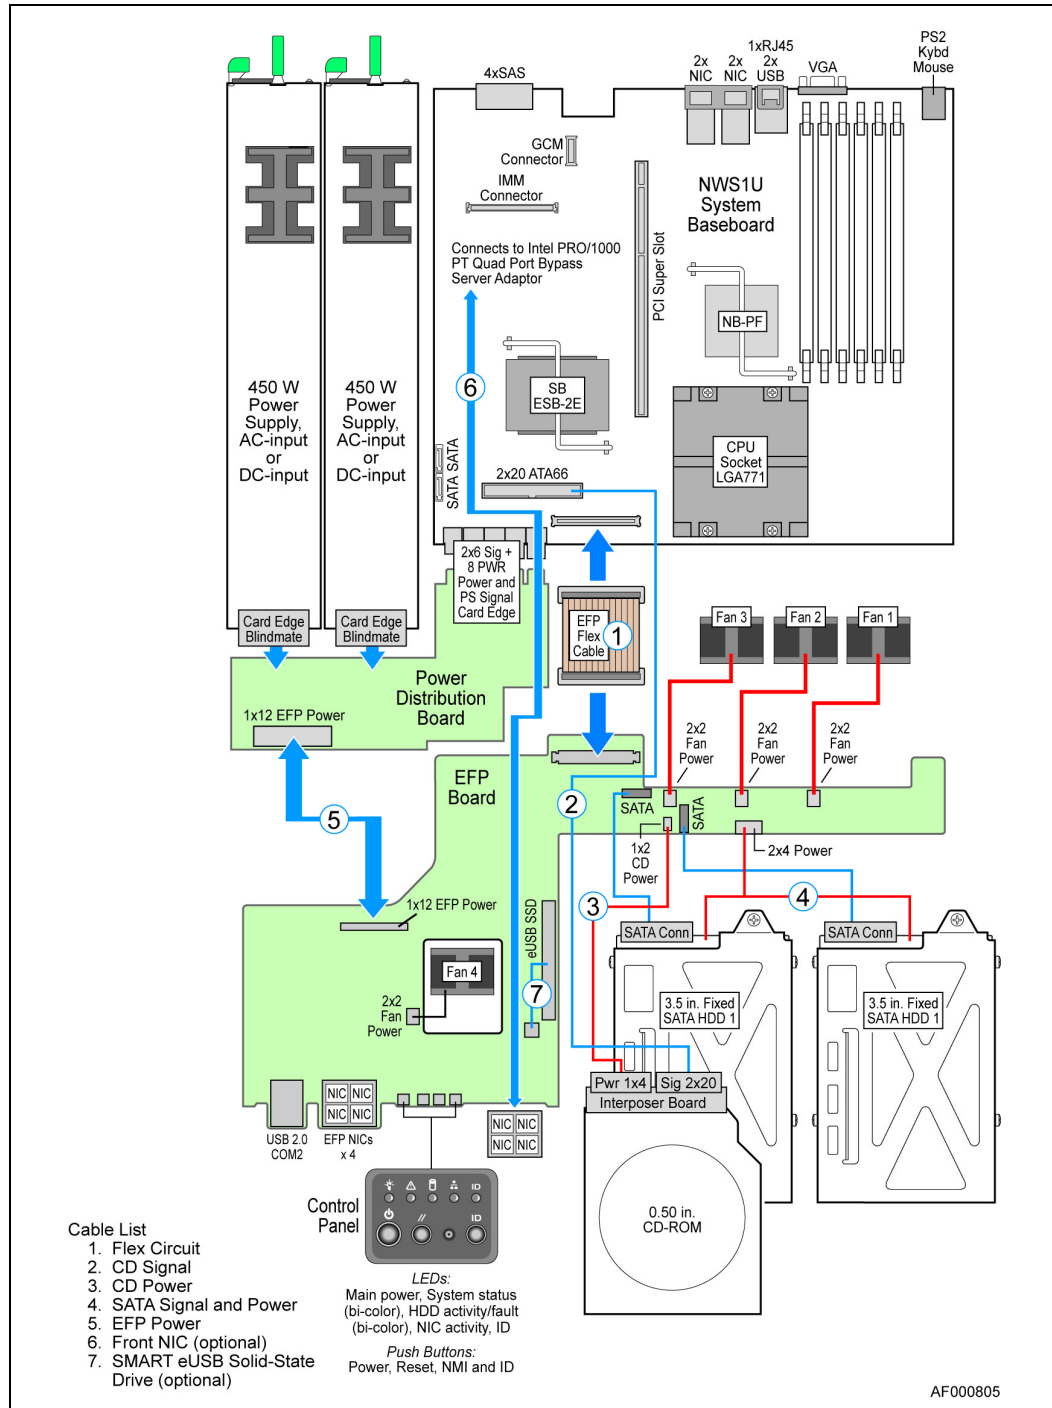 PS2
Kybd
Mouse
1xRJ45
2x
USB
2x
NIC
2x
NIC
VGA
4xSAS
GCM
Connector
IMM
Connector
NWS1U
System
Baseboard
Connects to Intel PRO/1000
PT Quad Port Bypass
Server Adaptor
PCI Super Slot
NB-PF
6
SB
ESB-2E
450 W
Power
Supply,
AC-input
or
DC-input
450 W
Power
Supply,
AC-input
or
DC-input
CPU
Socket
LGA771
SATA SATA
2x20 ATA66
2x6 Sig +
8 PWR
Power and
PS Signal
Card Edge
Card Edge
Blindmate
Card Edge
Blindmate
EFP
Flex
Cable
1
Fan 3
Fan 2
Fan 1
Power
Distribution
Board
1x12 EFP Power
2x2
Fan
Power
2x2
Fan
Power
2x2
Fan
Power
EFP
Board
5
2
SATA
SATA
1x2
CD
Power
2x4 Power
3
4
1x12 EFP Power
eUSB SSD
SATA Conn
SATA Conn
Fan 4
7
2x2
Fan
Power
3.5 in. Fixed
SATA HDD 1
3.5 in. Fixed
SATA HDD 1
Pwr 1x4
Sig 2x20
Interposer Board
NIC NIC
NIC NIC
NIC NIC
NIC NIC
USB 2.0
COM2
EFP NICs
x 4
Control
Panel
ID
ID
0.50 in.
CD-ROM
LEDs:
Main power, System status
(bi-color), HDD activity/fault
(bi-color), NIC activity, ID
Push Buttons:
Power, Reset, NMI and ID
Cable List
1. Flex Circuit
2. CD Signal
3. CD Power
4. SATA Signal and Power
5. EFP Power
6. Front NIC (optional)
7. SMART eUSB Solid-State
Drive (optional)
AF000805